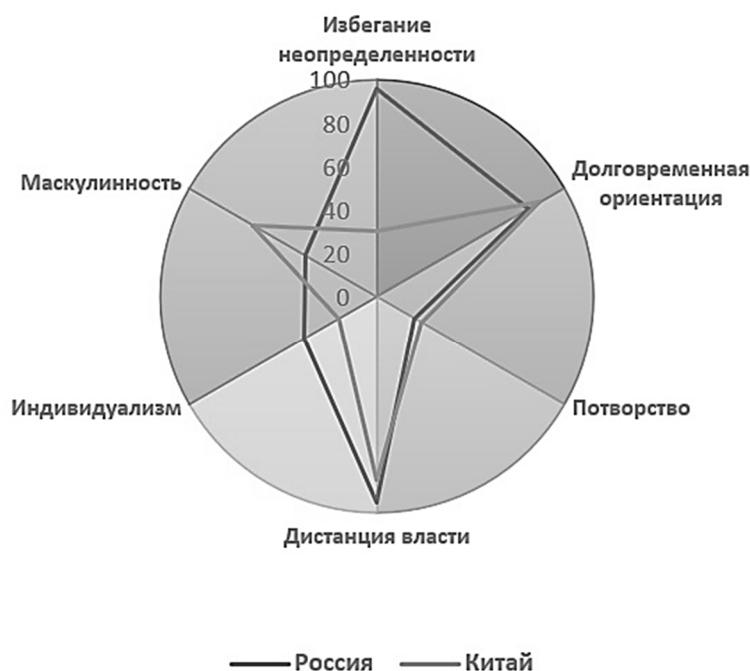 Избегание
неопределенности
100
80
60
40
20
0
Долговременная
ориентация
Маскулинность
Индивидуализм
Потворство
Дистанция власти
Россия
Китай